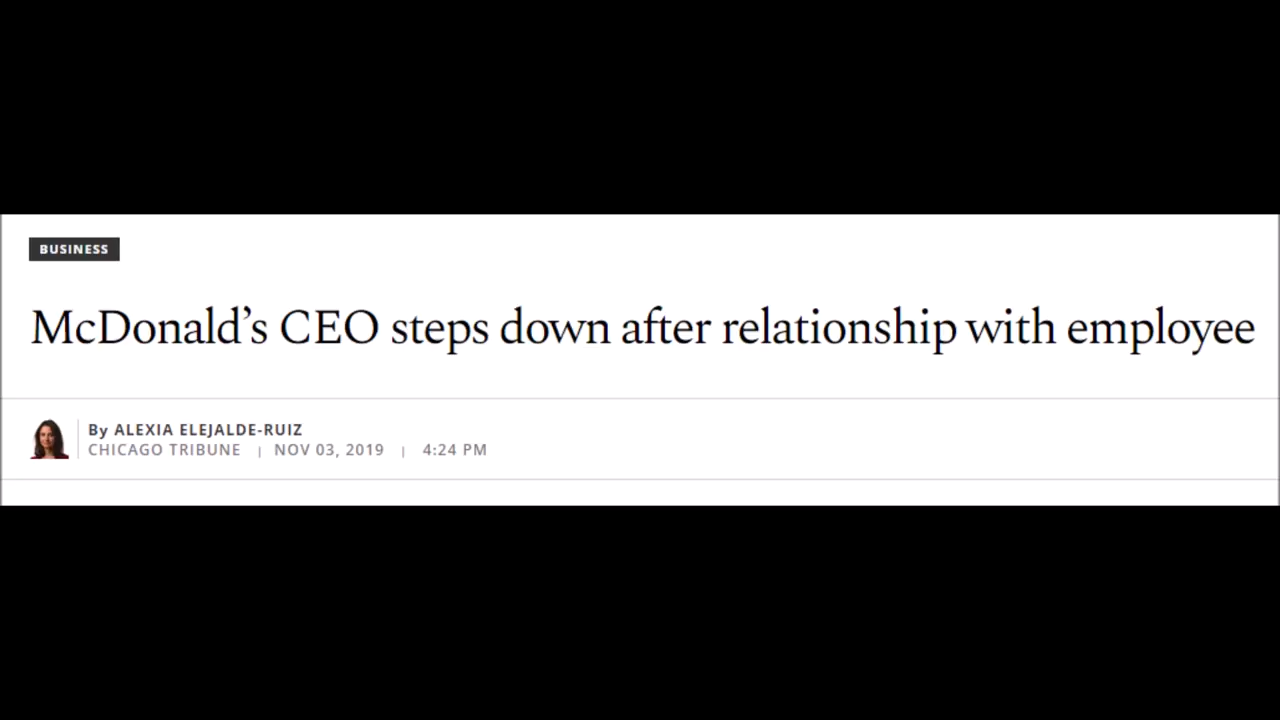 BUSINESS
McDonald’s CEO steps down after relationship with employee
By ALEXIA ELEJALDE-RUIZ
CHICAGO TRIBUNE | NOV 03, 2019 | 4:24 PM